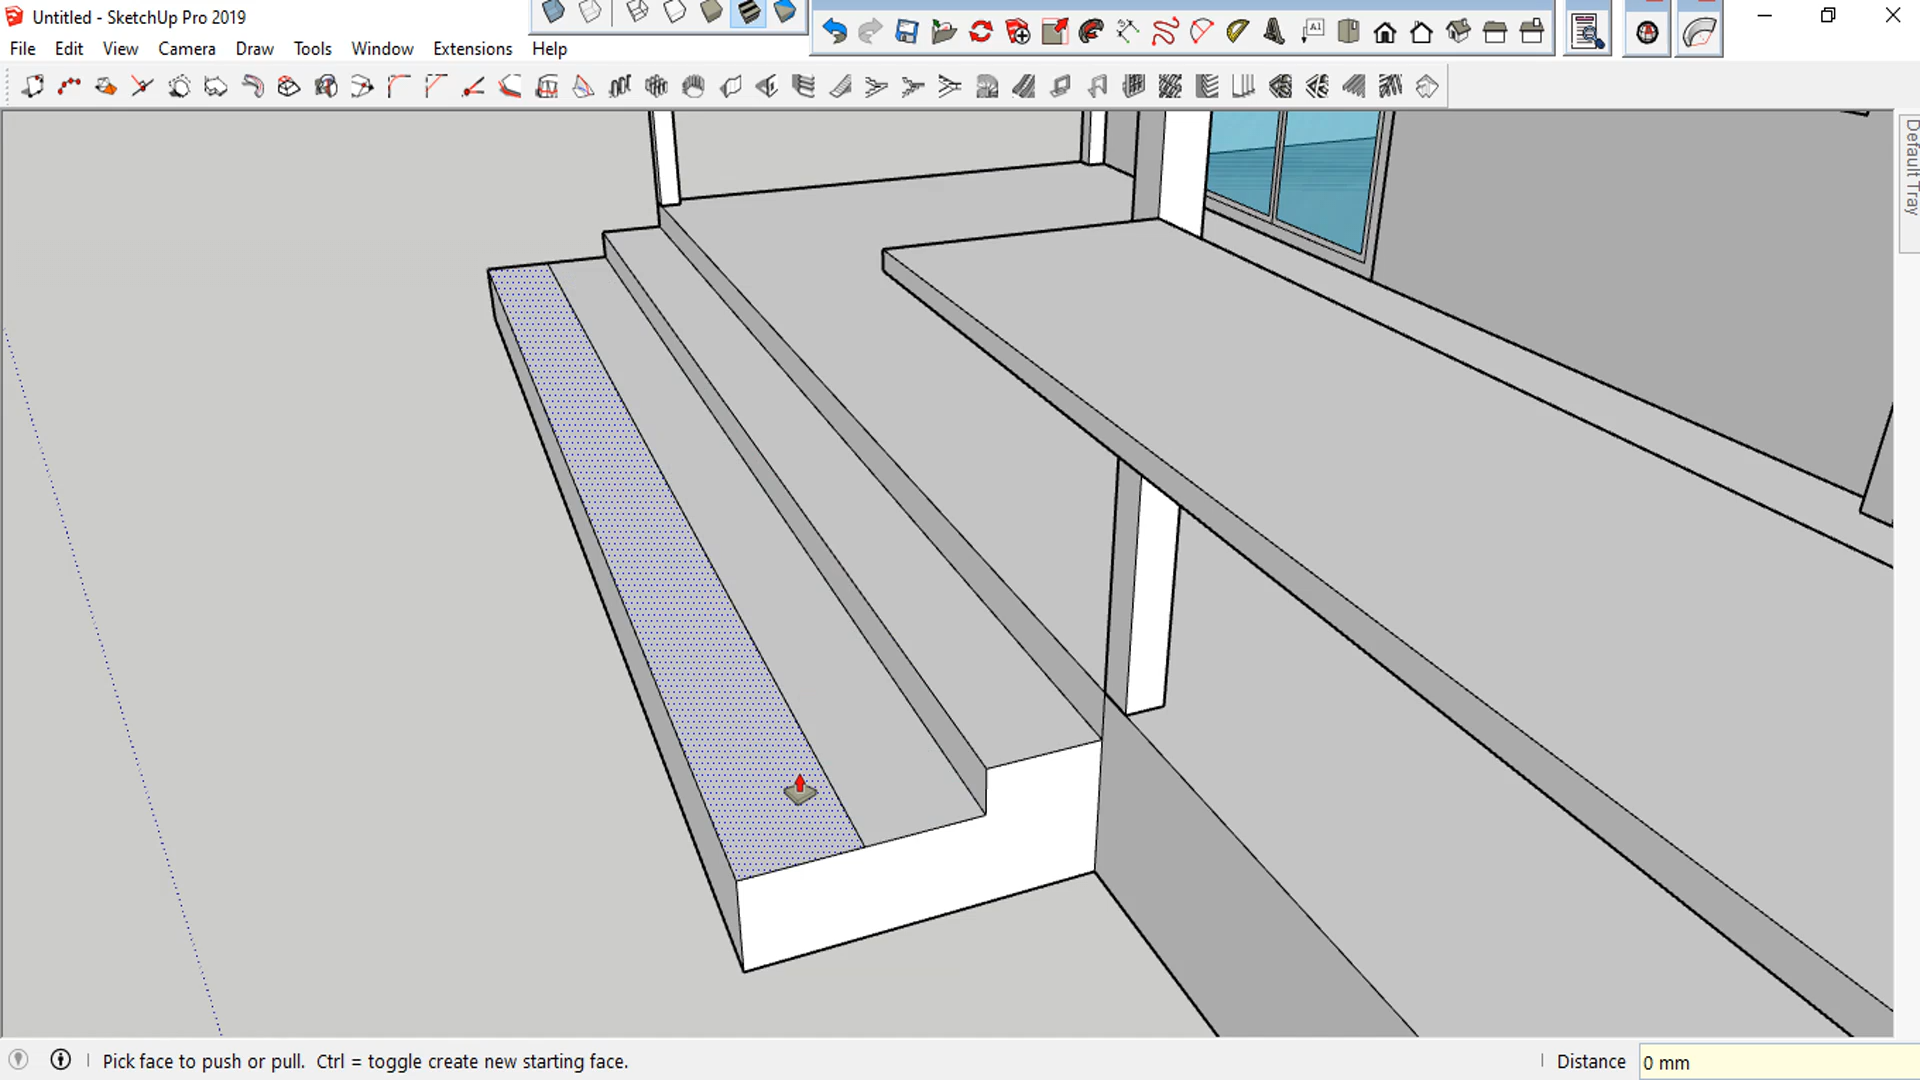 Untitled - SketchUp Pro 2019
File Edit View Camera Draw Tools Window Extensions Help
A1
Default Tray
Pick face to push or pull. Ctrl = toggle create new starting face.
Distance 0 mm